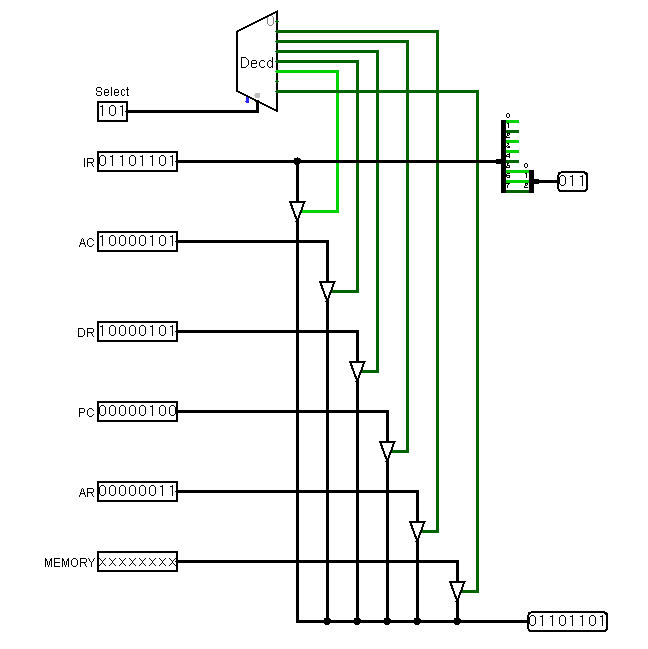 Decd
Select
101
IR 01101101
011
AC 10000101
DR 10000101
PC 00000100
AR 00000011
MEMORY xxxxxxxx
01101101